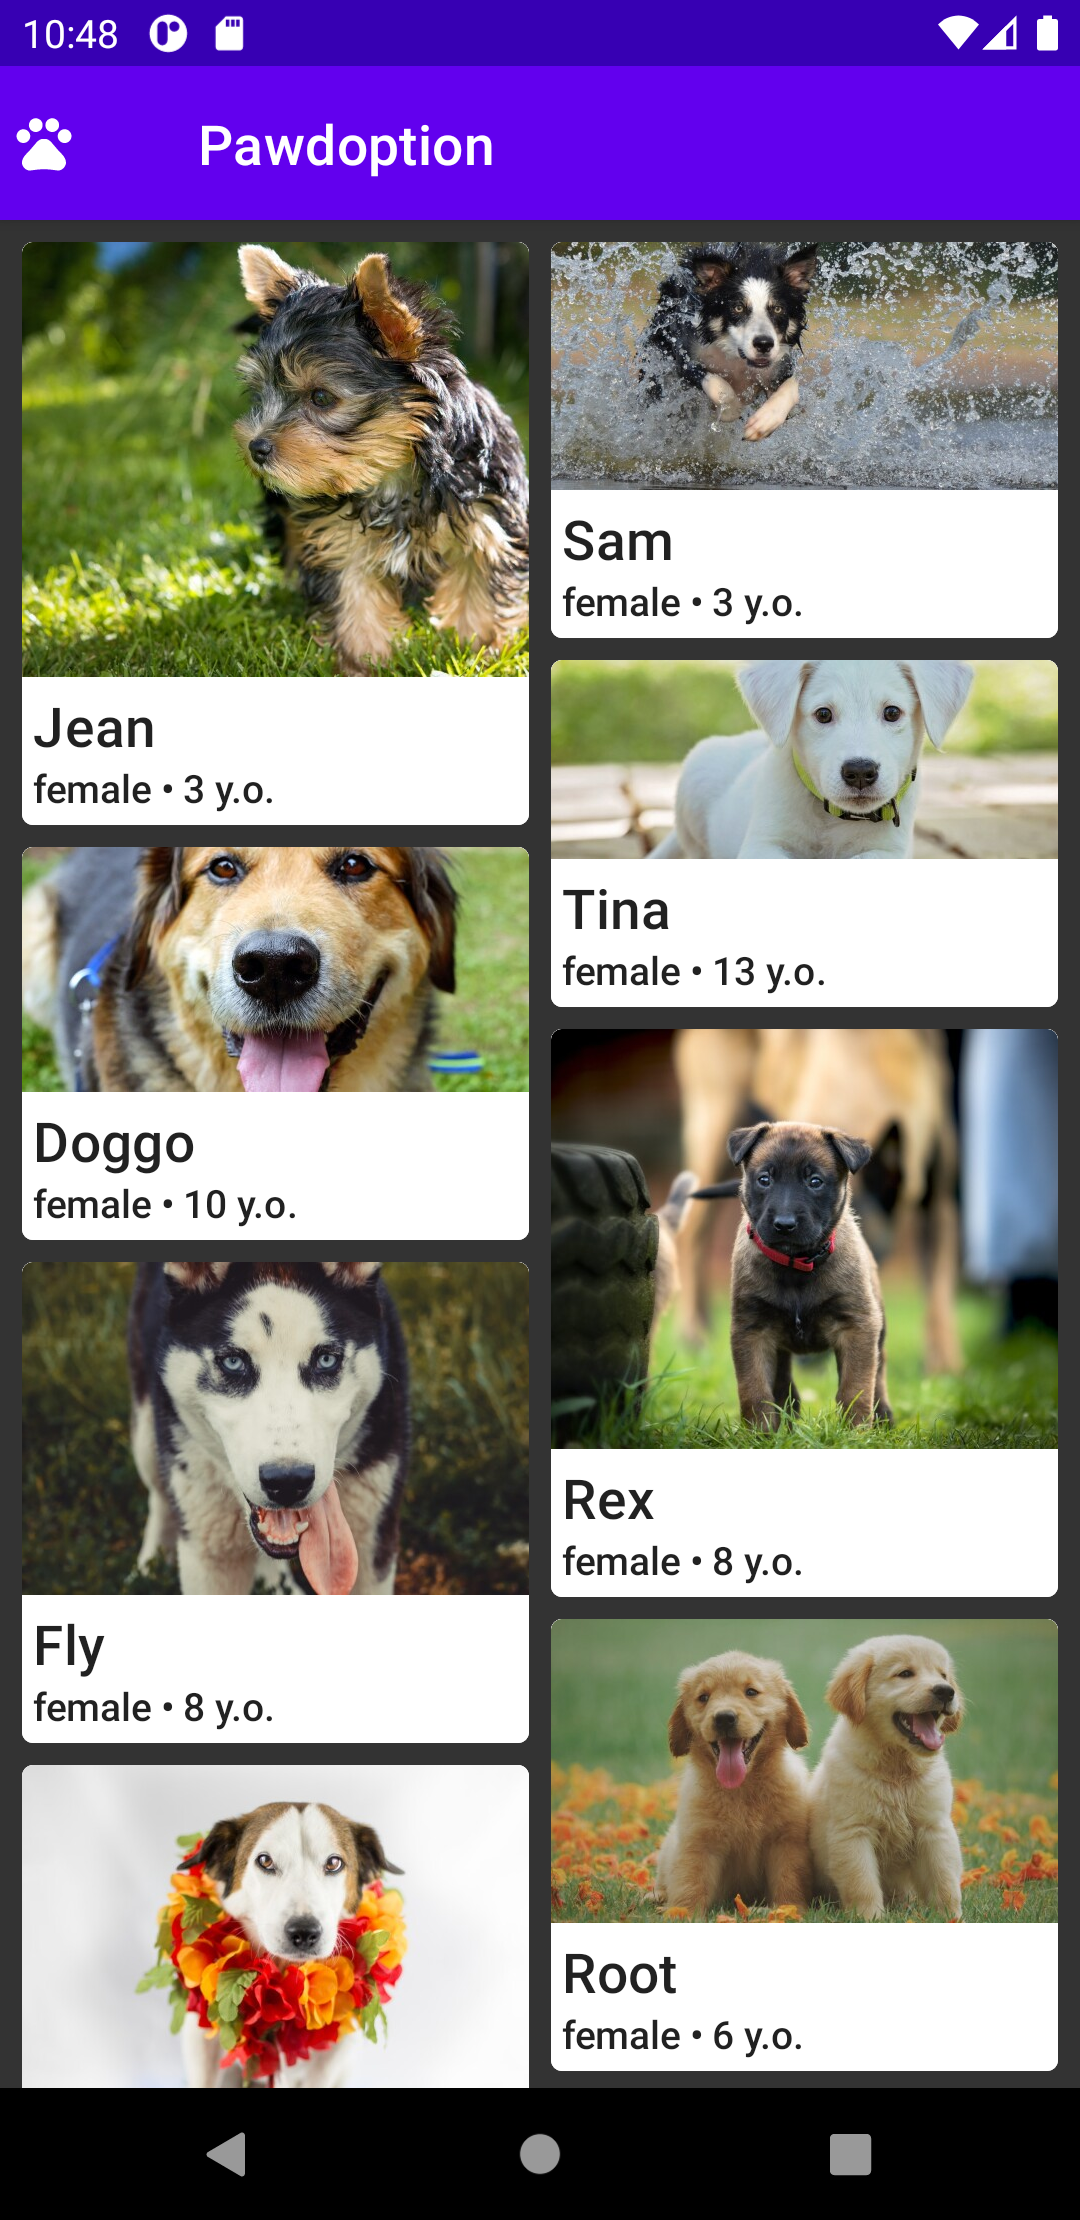 10:48
Pawdoption
Jean
female • 3 y.o.
Sam
female • 3 y.o.
Tina
female • 13 y.o.
Doggo
female • 10 y.o.
Rex
female • 8 y.o.
Fly
female • 8 y.o.
Root
female • 6 y.o.